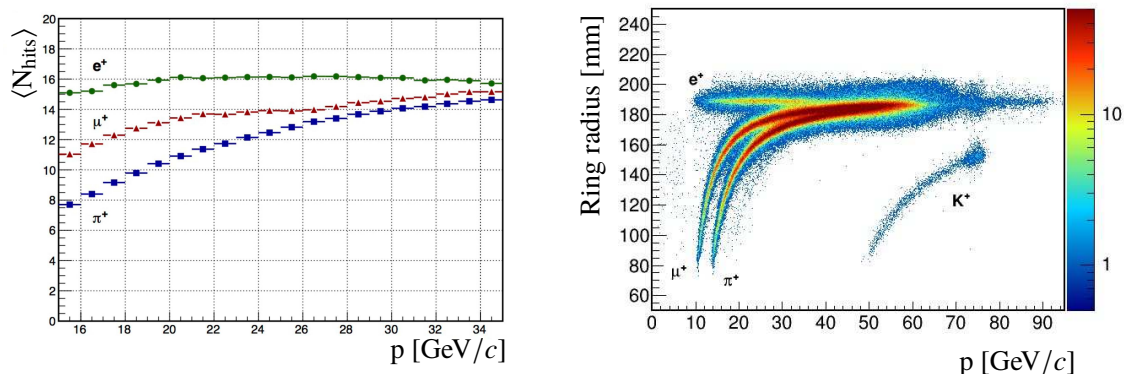 ⟨N_hits⟩
20
18
16
14
12
10
8
6
4
2
0
e⁺
μ⁺
π⁺
16 18 20 22 24 26 28 30 32 34
p [GeV/c]
Ring radius [mm]
240
220
200
180
160
140
120
100
80
60
e⁺
K⁺
μ⁺
π⁺
0 10 20 30 40 50 60 70 80 90
p [GeV/c]
10
1